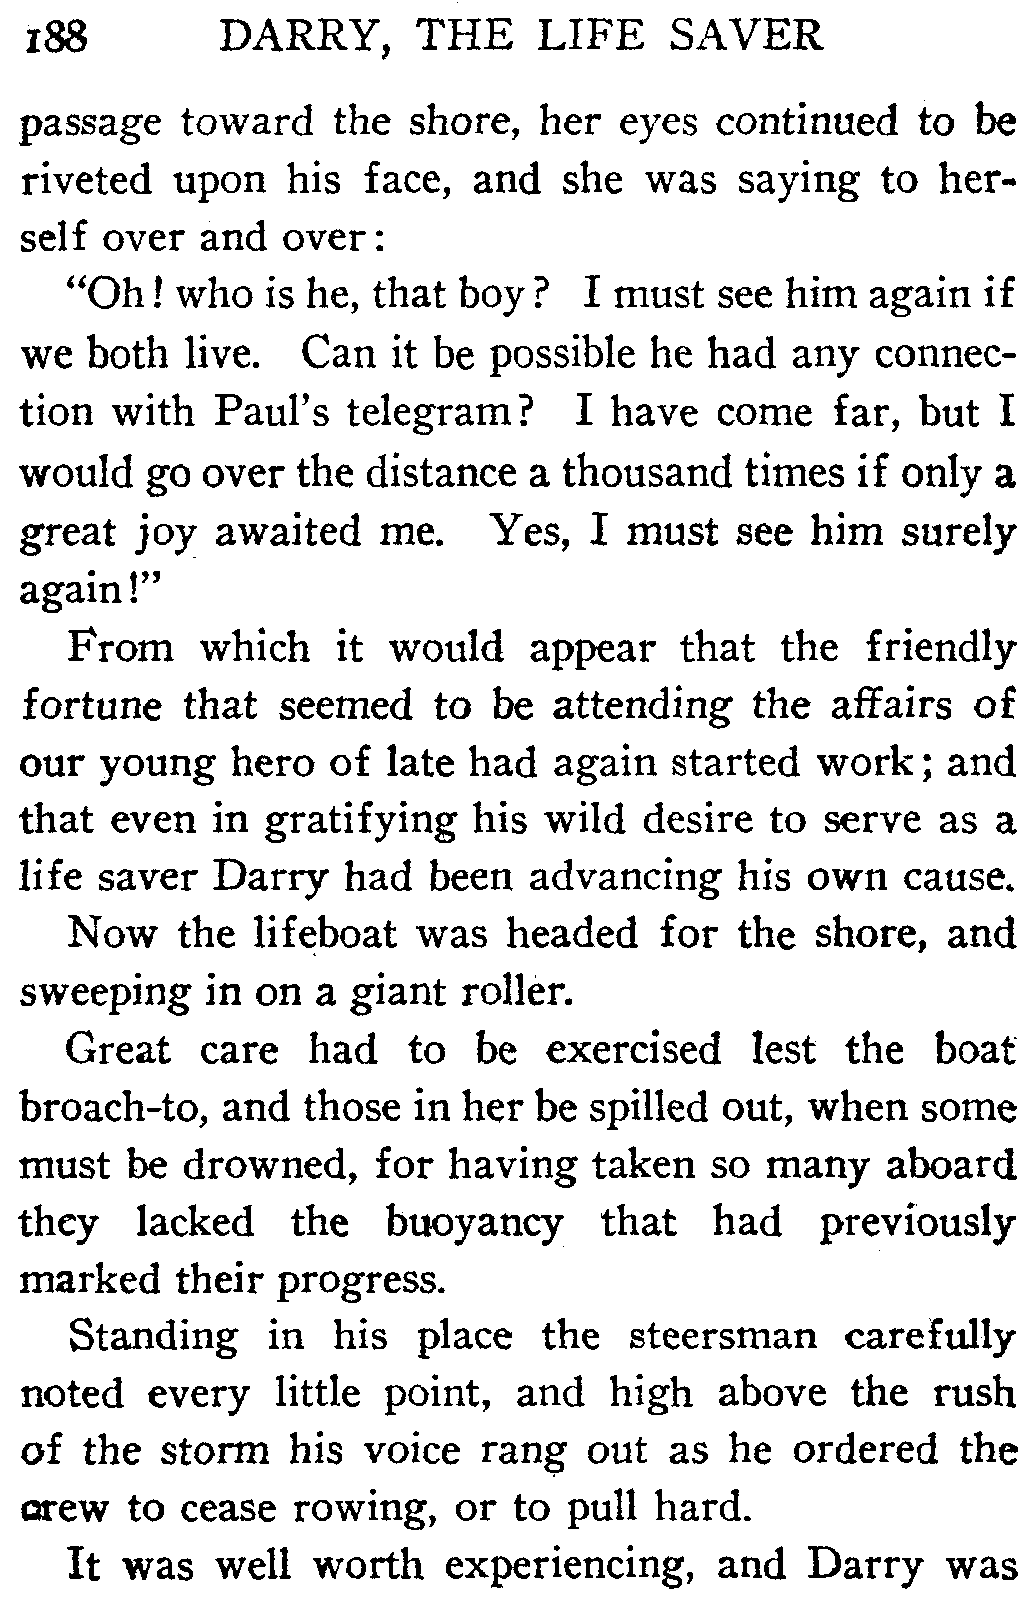 188 DARRY, THE LIFE SAVER
passage toward the shore, her eyes continued to be
riveted upon his face, and she was saying to her-
self over and over:
"Oh! who is he, that boy? I must see him again if
we both live. Can it be possible he had any connec-
tion with Paul's telegram? I have come far, but I
would go over the distance a thousand times if only a
great joy awaited me. Yes, I must see him surely
again!"
From which it would appear that the friendly
fortune that seemed to be attending the affairs of
our young hero of late had again started work; and
that even in gratifying his wild desire to serve as a
life saver Darry had been advancing his own cause.
Now the lifeboat was headed for the shore, and
sweeping in on a giant roller.
Great care had to be exercised lest the boat
broach-to, and those in her be spilled out, when some
must be drowned, for having taken so many aboard
they lacked the buoyancy that had previously
marked their progress.
Standing in his place the steersman carefully
noted every little point, and high above the rush
of the storm his voice rang out as he ordered the
crew to cease rowing, or to pull hard.
It was well worth experiencing, and Darry was